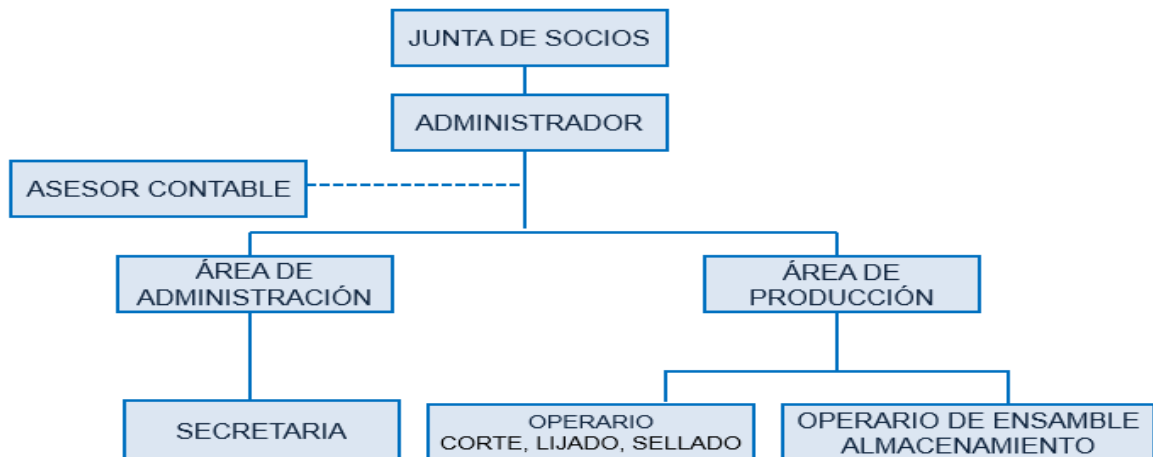 JUNTA DE SOCIOS
ADMINISTRADOR
ASESOR CONTABLE
ÁREA DE
ADMINISTRACIÓN
ÁREA DE
PRODUCCIÓN
SECRETARIA
OPERARIO
CORTE, LIJADO, SELLADO
OPERARIO DE ENSAMBLE
ALMACENAMIENTO